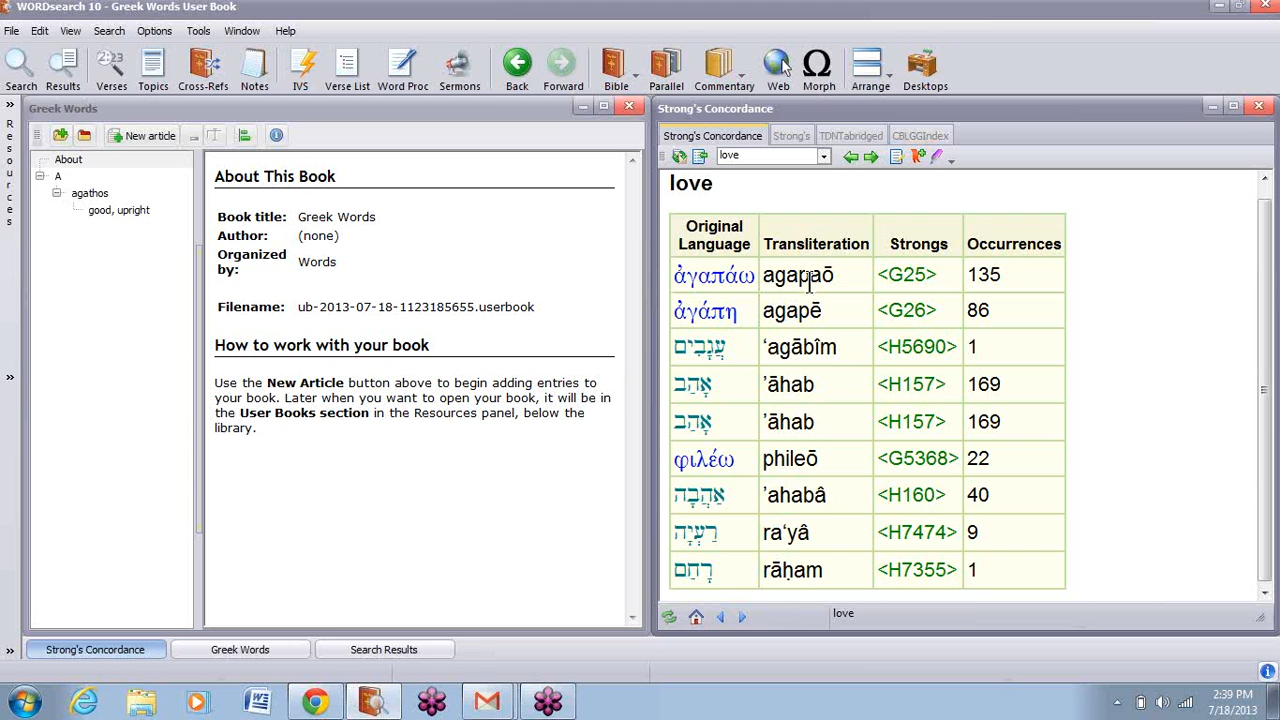 WORDsearch 10 - Greek Words User Book
File Edit View Search Options Tools Window Help
Search Results Verses Topics Cross-Refs Notes IVS Verse List Word Proc Sermons Back Forward Bible Parallel Commentary Web Morph Arrange Desktops
»
Resources
»
»
Greek Words
New article
About
A
agathos
good, upright
About This Book
Book title: Greek Words
Author: (none)
Organized by: Words
Filename: ub-2013-07-18-1123185655.userbook
How to work with your book
Use the New Article button above to begin adding entries to
your book. Later when you want to open your book, it will be in
the User Books section in the Resources panel, below the
library.
Strong's Concordance
Strong's Concordance Strong's TDNTabridged CBLGGIndex
love
love
Original Language Transliteration Strongs Occurrences
ἀγαπάω agapaō <G25> 135
ἀγάπη agapē <G26> 86
עֲגָבִים ‘agābîm <H5690> 1
אָהַב ’āhab <H157> 169
אָהַב ’āhab <H157> 169
φιλέω phileō <G5368> 22
אַהֲבָה ’ahabâ <H160> 40
רַעְיָה ra‘yâ <H7474> 9
רָחַם rāḥam <H7355> 1
love
Strong's Concordance Greek Words Search Results
2:39 PM
7/18/2013